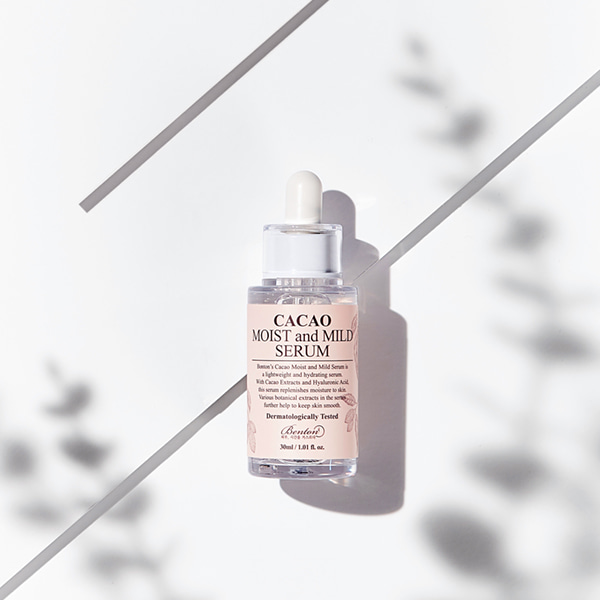 CACAO
MOIST and MILD
SERUM
Benton's Cacao Moist and Mild Serum is
a lightweight and hydrating serum.
With Cacao Extracts and Hyaluronic Acid,
this serum replenishes moisture to skin.
Various botanical extracts in the serum
further help to keep skin smooth.
Dermatologically Tested
Benton
30ml / 1.01 fl. oz.